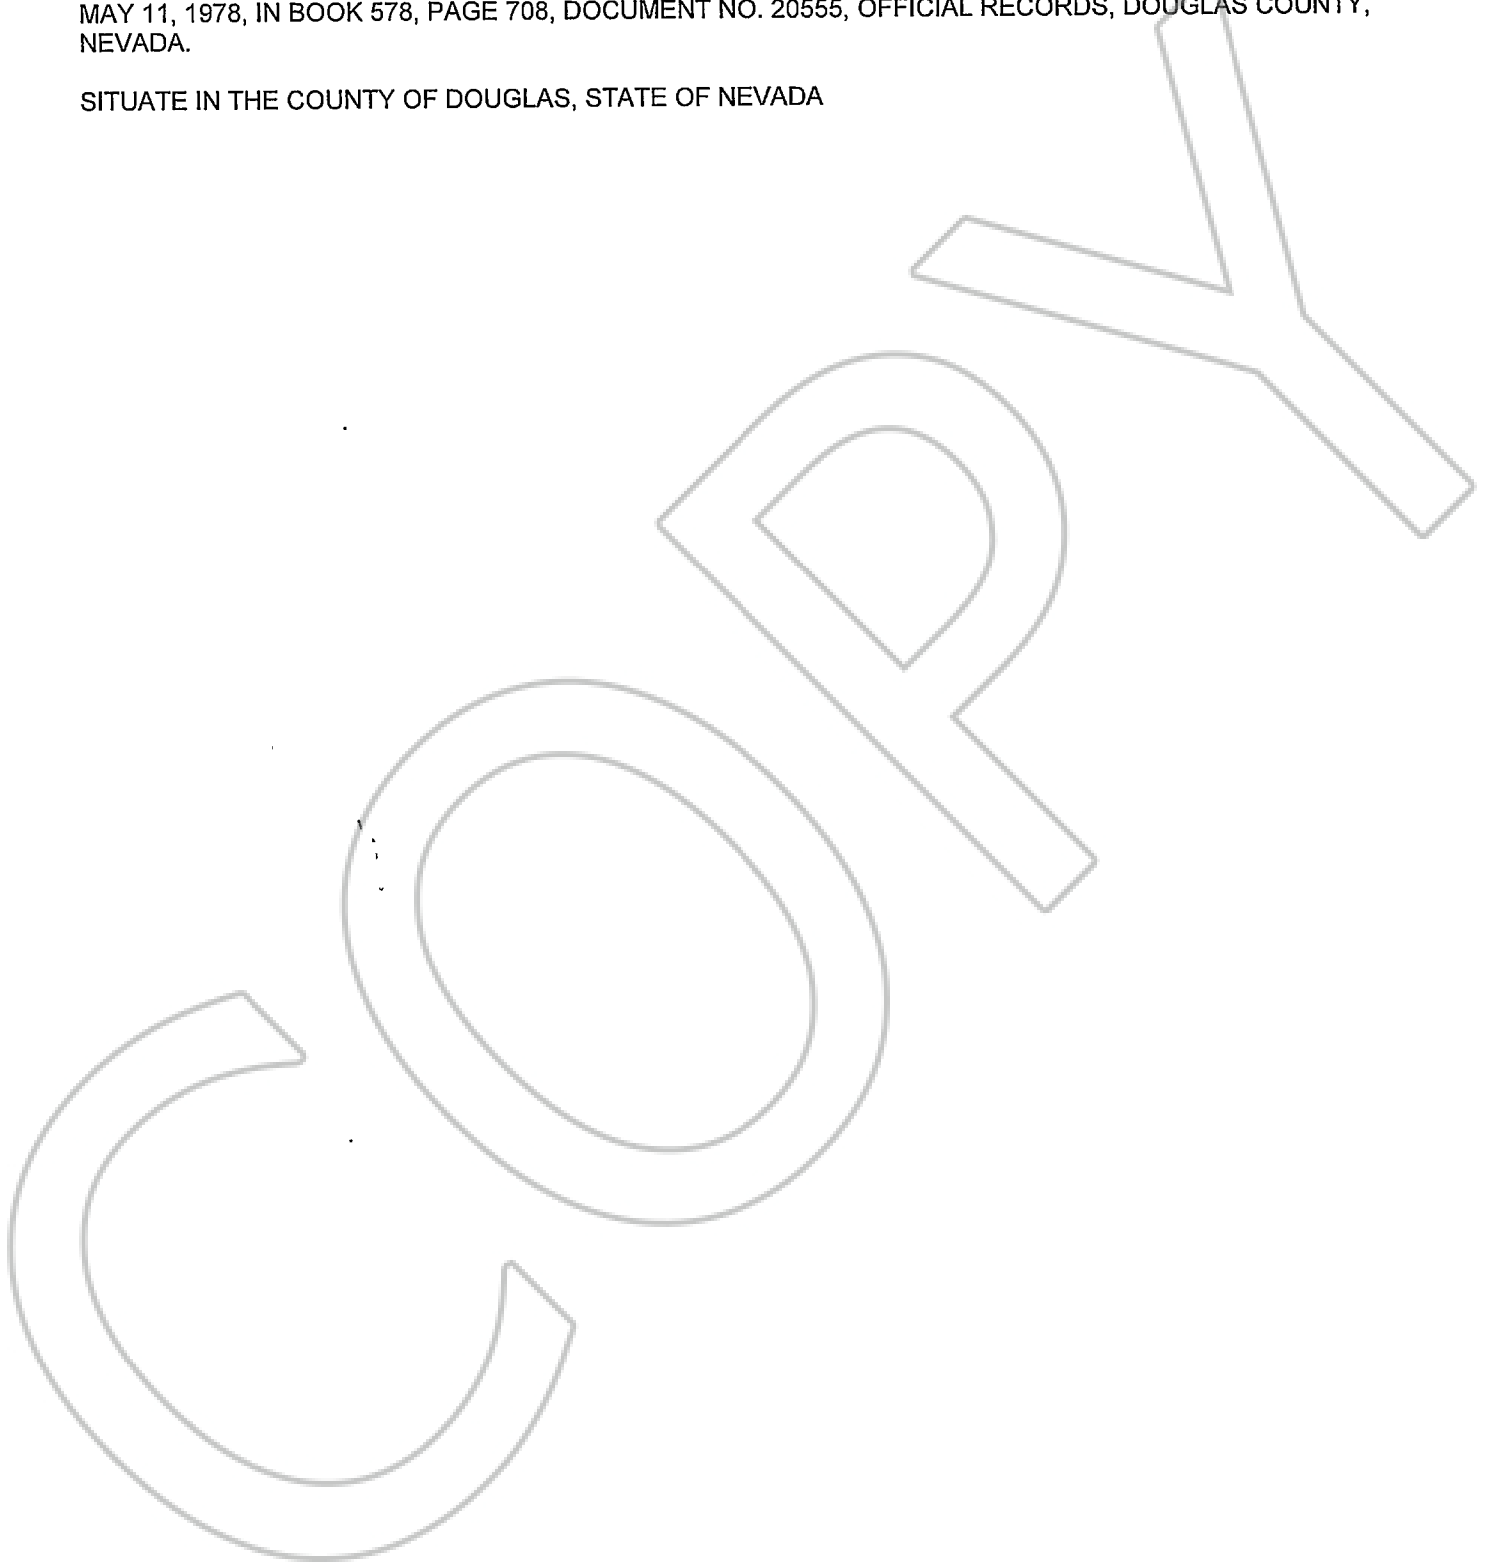 MAY 11, 1978, IN BOOK 578, PAGE 708, DOCUMENT NO. 20555, OFFICIAL RECORDS, DOUGLAS COUNTY,
NEVADA.
SITUATE IN THE COUNTY OF DOUGLAS, STATE OF NEVADA
COPY